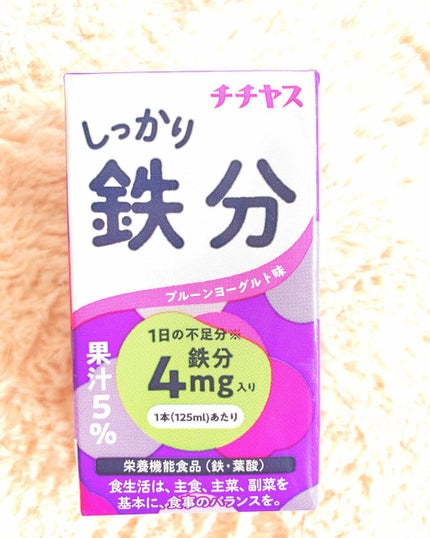 チチヤス
しっかり
鉄分
プルーンヨーグルト味
1日の不足分※
鉄分
4mg入り
1本(125ml)あたり
果汁5%
栄養機能食品(鉄・葉酸)
食生活は、主食、主菜、副菜を
基本に、食事のバランスを。